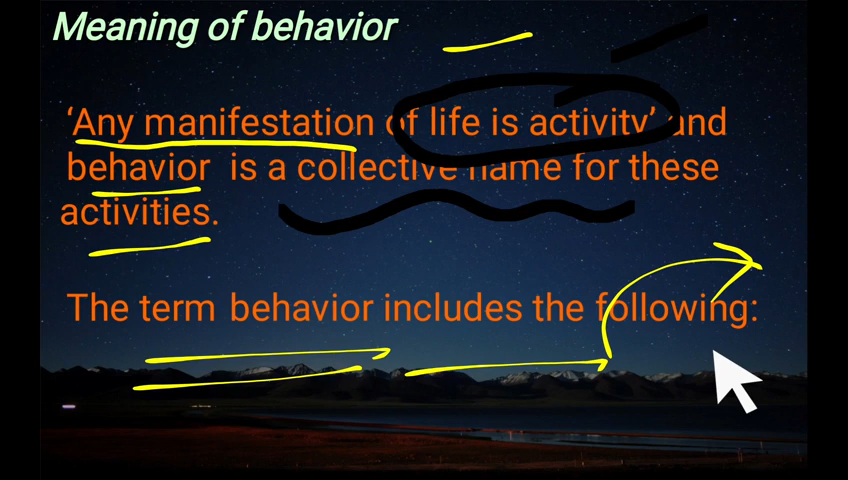 Meaning of behavior
‘Any manifestation of life is activity’ and
behavior is a collective name for these
activities.
The term behavior includes the following: